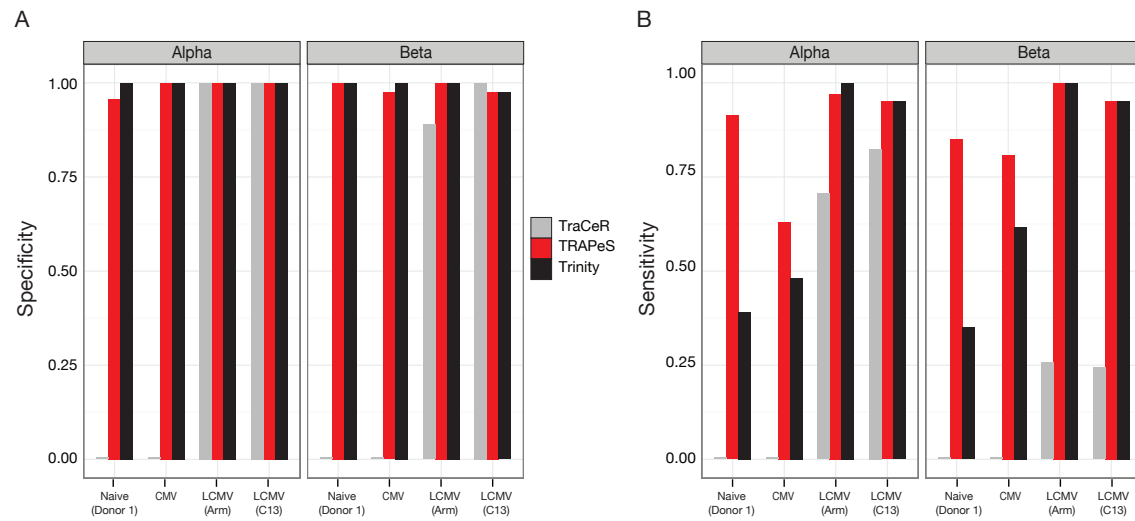 A
Alpha
Beta
Specificity
1.00
0.75
0.50
0.25
0.00
Naive
(Donor 1)
CMV
LCMV
(Arm)
LCMV
(C13)
Naive
(Donor 1)
CMV
LCMV
(Arm)
LCMV
(C13)
TraCeR
TRAPeS
Trinity
B
Alpha
Beta
Sensitivity
1.00
0.75
0.50
0.25
0.00
Naive
(Donor 1)
CMV
LCMV
(Arm)
LCMV
(C13)
Naive
(Donor 1)
CMV
LCMV
(Arm)
LCMV
(C13)